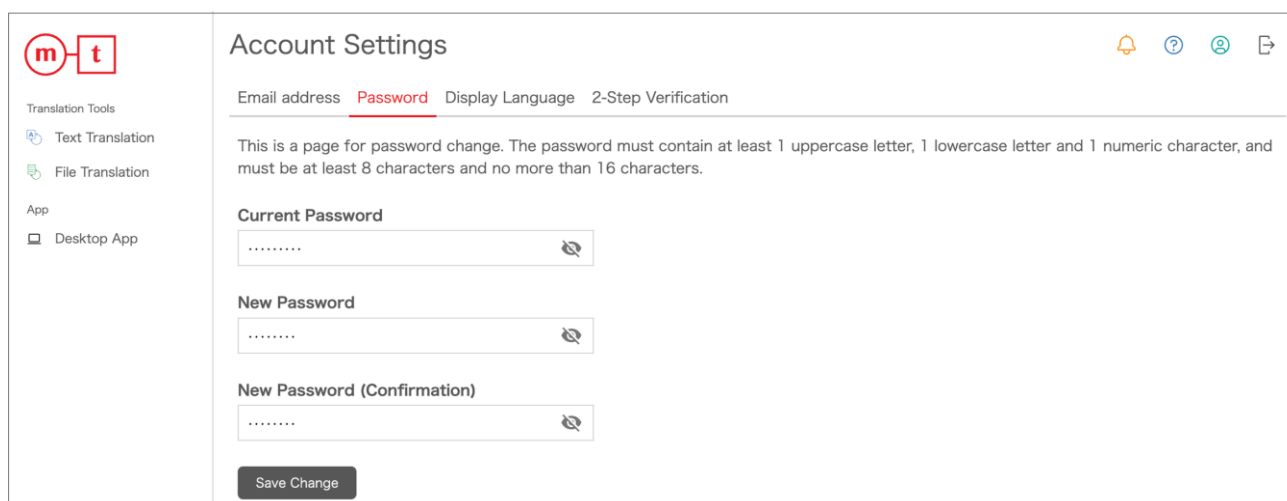 m t
Account Settings
Translation Tools
Text Translation
File Translation
App
Desktop App
Email address Password Display Language 2-Step Verification
This is a page for password change. The password must contain at least 1 uppercase letter, 1 lowercase letter and 1 numeric character, and
must be at least 8 characters and no more than 16 characters.
Current Password
·········
New Password
········
New Password (Confirmation)
········
Save Change